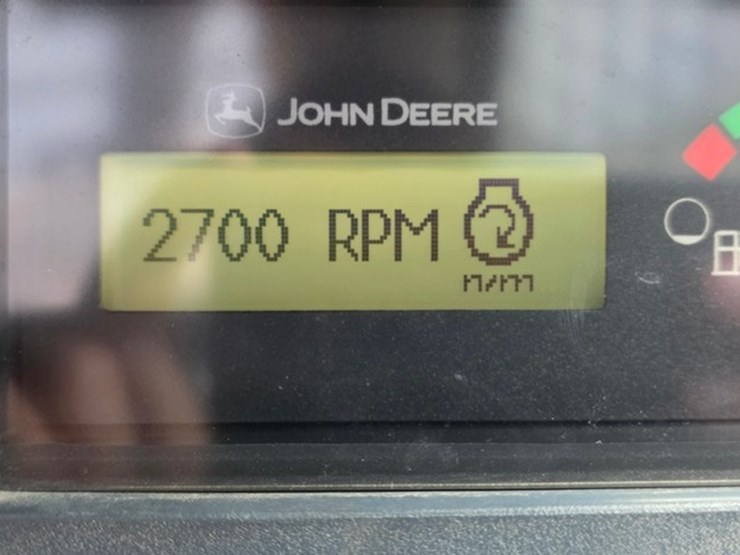 JOHN DEERE
2700 RPM
n/m